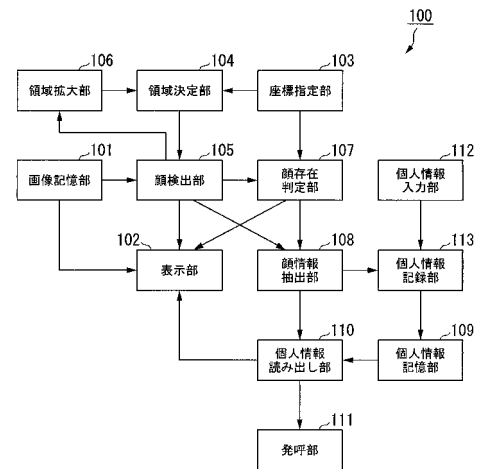 100
106
104
103
領域拡大部
領域決定部
座標指定部
101
105
107
112
画像記憶部
顔検出部
顔存在
判定部
個人情報
入力部
102
108
113
表示部
顔情報
抽出部
個人情報
記録部
110
109
個人情報
読み出し部
個人情報
記憶部
111
発呼部